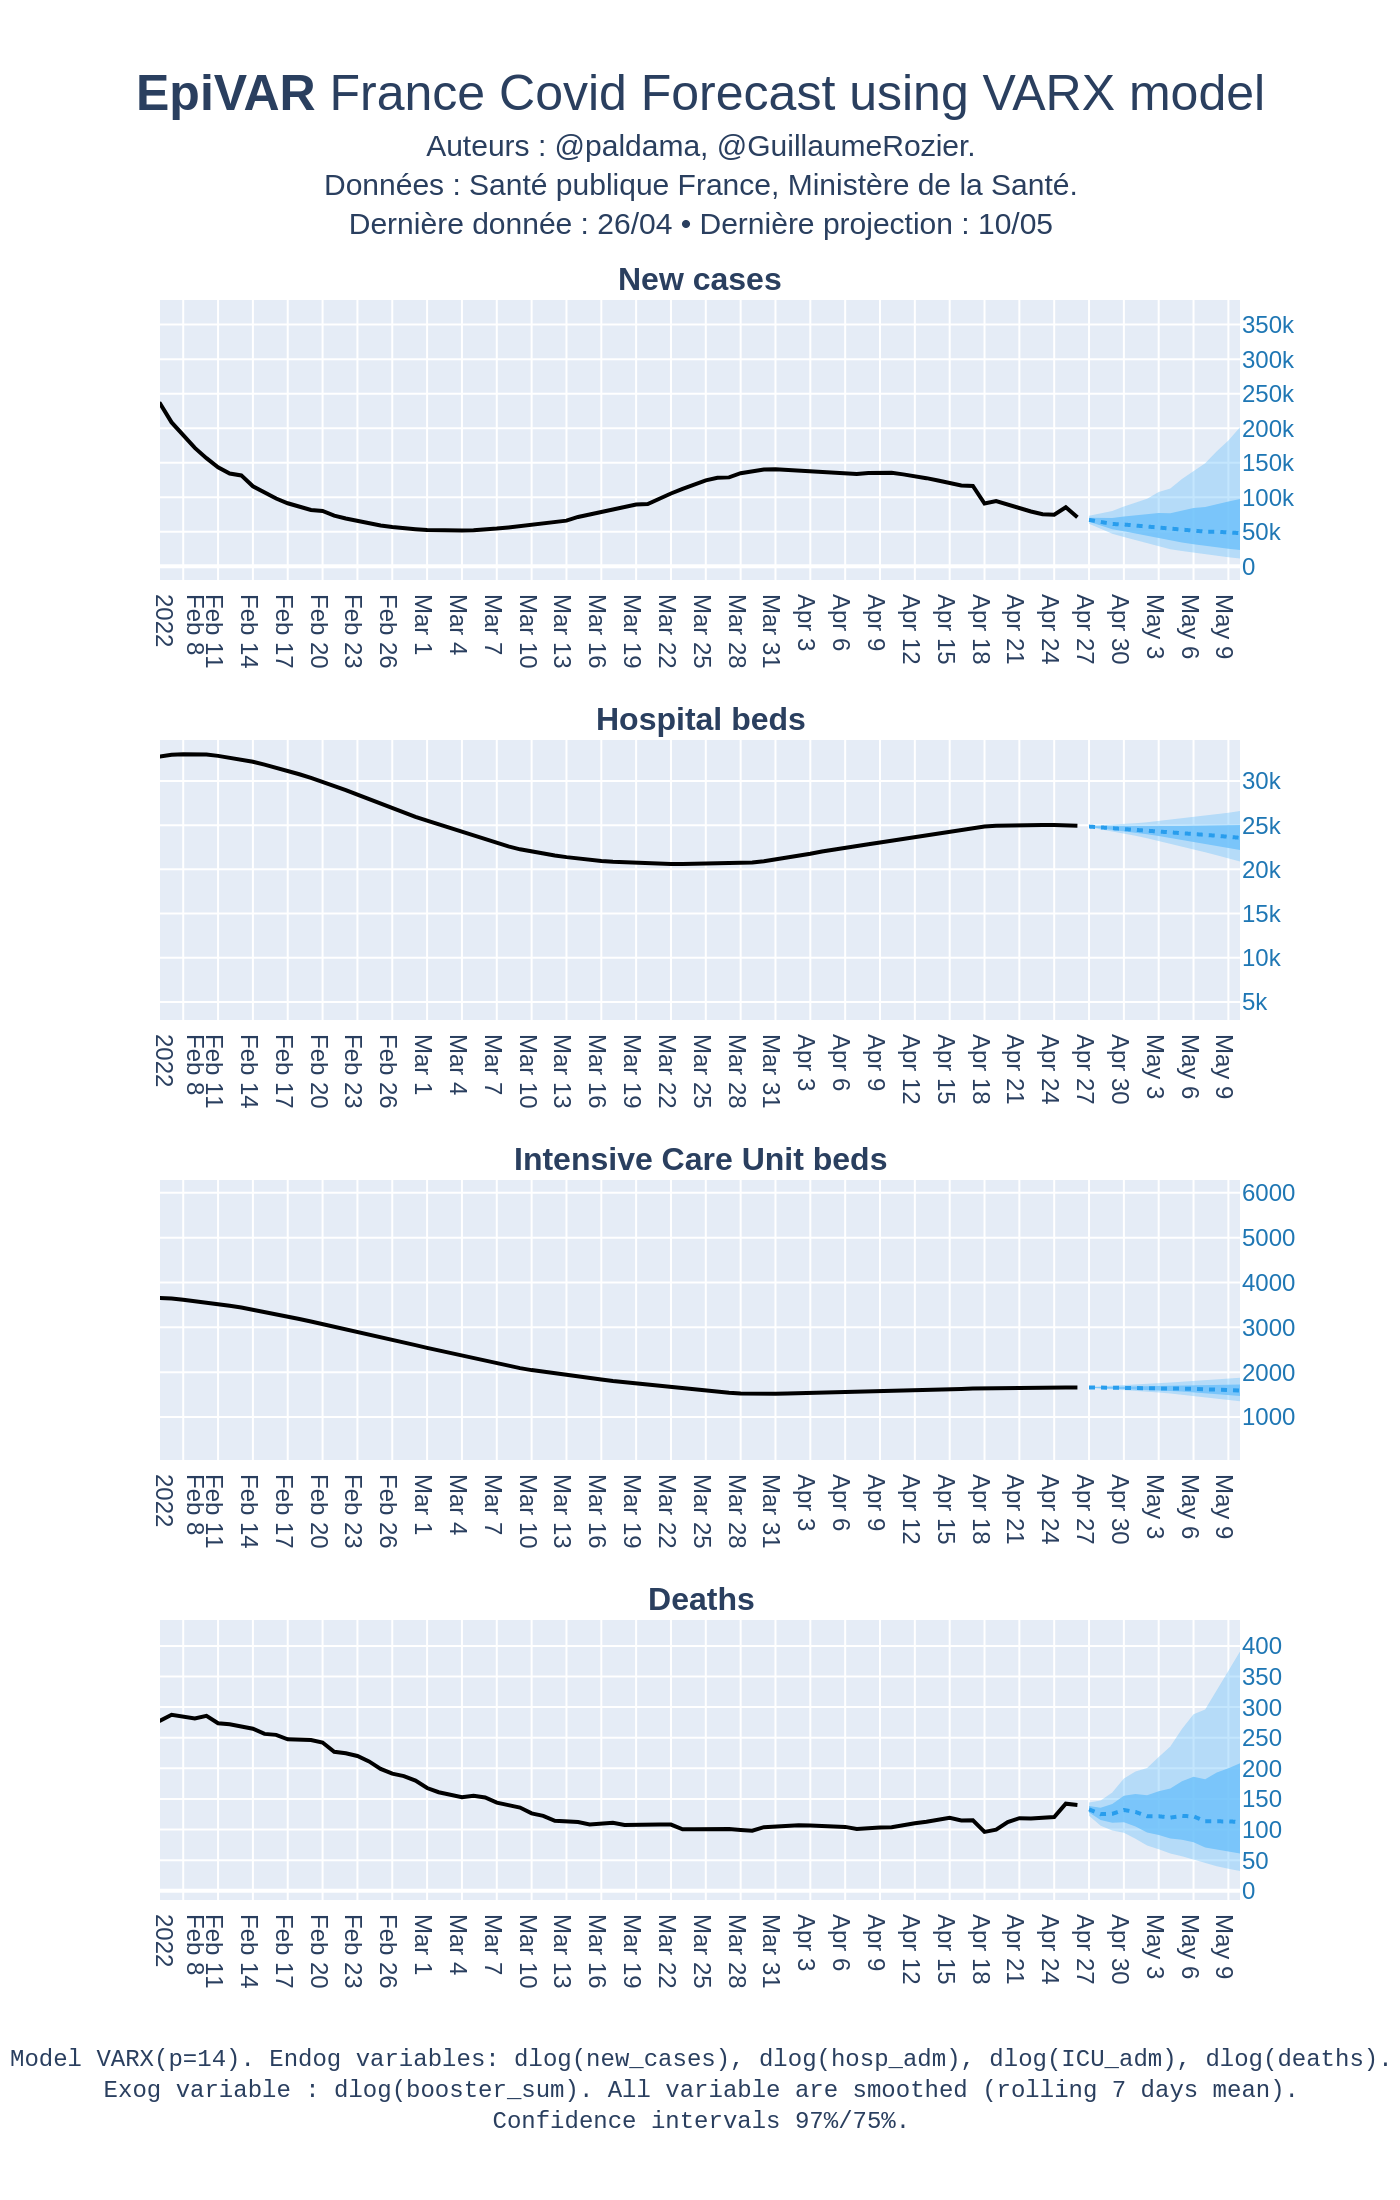 EpiVAR France Covid Forecast using VARX model
Auteurs : @paldama, @GuillaumeRozier.
Données : Santé publique France, Ministère de la Santé.
Dernière donnée : 26/04 • Dernière projection : 10/05
New cases
350k
300k
250k
200k
150k
100k
50k
0
2022
Feb 8
Feb 11
Feb 14
Feb 17
Feb 20
Feb 23
Feb 26
Mar 1
Mar 4
Mar 7
Mar 10
Mar 13
Mar 16
Mar 19
Mar 22
Mar 25
Mar 28
Mar 31
Apr 3
Apr 6
Apr 9
Apr 12
Apr 15
Apr 18
Apr 21
Apr 24
Apr 27
Apr 30
May 3
May 6
May 9
Hospital beds
30k
25k
20k
15k
10k
5k
2022
Feb 8
Feb 11
Feb 14
Feb 17
Feb 20
Feb 23
Feb 26
Mar 1
Mar 4
Mar 7
Mar 10
Mar 13
Mar 16
Mar 19
Mar 22
Mar 25
Mar 28
Mar 31
Apr 3
Apr 6
Apr 9
Apr 12
Apr 15
Apr 18
Apr 21
Apr 24
Apr 27
Apr 30
May 3
May 6
May 9
Intensive Care Unit beds
6000
5000
4000
3000
2000
1000
2022
Feb 8
Feb 11
Feb 14
Feb 17
Feb 20
Feb 23
Feb 26
Mar 1
Mar 4
Mar 7
Mar 10
Mar 13
Mar 16
Mar 19
Mar 22
Mar 25
Mar 28
Mar 31
Apr 3
Apr 6
Apr 9
Apr 12
Apr 15
Apr 18
Apr 21
Apr 24
Apr 27
Apr 30
May 3
May 6
May 9
Deaths
400
350
300
250
200
150
100
50
0
2022
Feb 8
Feb 11
Feb 14
Feb 17
Feb 20
Feb 23
Feb 26
Mar 1
Mar 4
Mar 7
Mar 10
Mar 13
Mar 16
Mar 19
Mar 22
Mar 25
Mar 28
Mar 31
Apr 3
Apr 6
Apr 9
Apr 12
Apr 15
Apr 18
Apr 21
Apr 24
Apr 27
Apr 30
May 3
May 6
May 9
Model VARX(p=14). Endog variables: dlog(new_cases), dlog(hosp_adm), dlog(ICU_adm), dlog(deaths).
Exog variable : dlog(booster_sum). All variable are smoothed (rolling 7 days mean).
Confidence intervals 97%/75%.